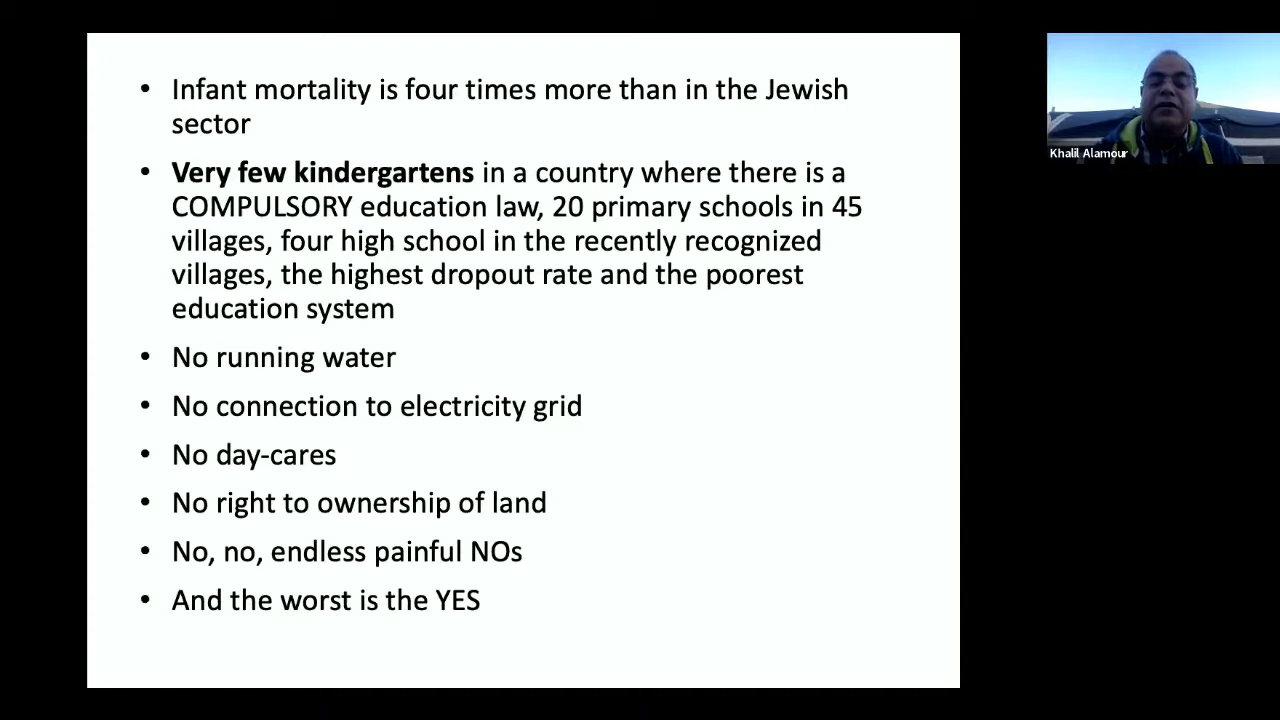 • Infant mortality is four times more than in the Jewish
sector
• Very few kindergartens in a country where there is a
COMPULSORY education law, 20 primary schools in 45
villages, four high school in the recently recognized
villages, the highest dropout rate and the poorest
education system
• No running water
• No connection to electricity grid
• No day-cares
• No right to ownership of land
• No, no, endless painful NOs
• And the worst is the YES
Khalil Alamour